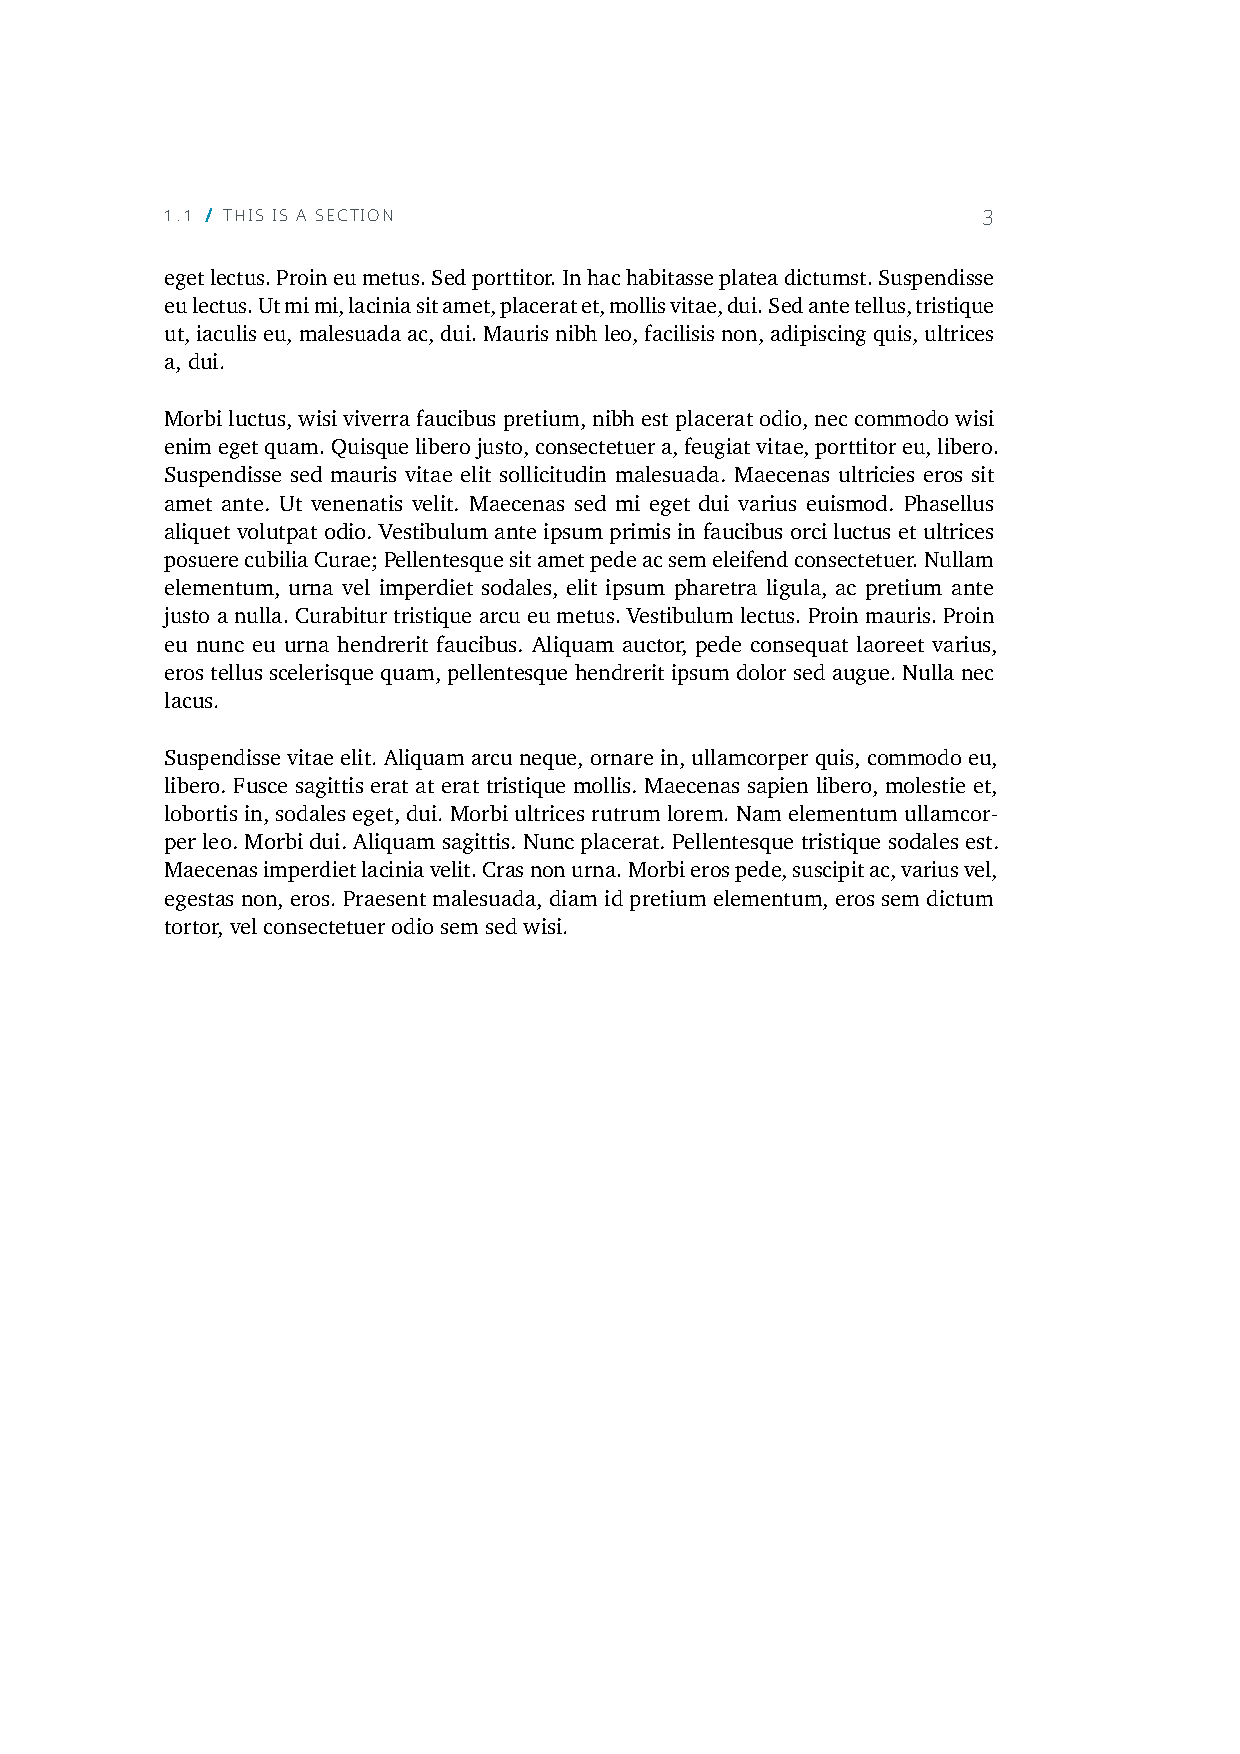 1.1 / THIS IS A SECTION 3
eget lectus. Proin eu metus. Sed porttitor. In hac habitasse platea dictumst. Suspendisse
eu lectus. Ut mi mi, lacinia sit amet, placerat et, mollis vitae, dui. Sed ante tellus, tristique
ut, iaculis eu, malesuada ac, dui. Mauris nibh leo, facilisis non, adipiscing quis, ultrices
a, dui.
Morbi luctus, wisi viverra faucibus pretium, nibh est placerat odio, nec commodo wisi
enim eget quam. Quisque libero justo, consectetuer a, feugiat vitae, porttitor eu, libero.
Suspendisse sed mauris vitae elit sollicitudin malesuada. Maecenas ultricies eros sit
amet ante. Ut venenatis velit. Maecenas sed mi eget dui varius euismod. Phasellus
aliquet volutpat odio. Vestibulum ante ipsum primis in faucibus orci luctus et ultrices
posuere cubilia Curae; Pellentesque sit amet pede ac sem eleifend consectetuer. Nullam
elementum, urna vel imperdiet sodales, elit ipsum pharetra ligula, ac pretium ante
justo a nulla. Curabitur tristique arcu eu metus. Vestibulum lectus. Proin mauris. Proin
eu nunc eu urna hendrerit faucibus. Aliquam auctor, pede consequat laoreet varius,
eros tellus scelerisque quam, pellentesque hendrerit ipsum dolor sed augue. Nulla nec
lacus.
Suspendisse vitae elit. Aliquam arcu neque, ornare in, ullamcorper quis, commodo eu,
libero. Fusce sagittis erat at erat tristique mollis. Maecenas sapien libero, molestie et,
lobortis in, sodales eget, dui. Morbi ultrices rutrum lorem. Nam elementum ullamcor-
per leo. Morbi dui. Aliquam sagittis. Nunc placerat. Pellentesque tristique sodales est.
Maecenas imperdiet lacinia velit. Cras non urna. Morbi eros pede, suscipit ac, varius vel,
egestas non, eros. Praesent malesuada, diam id pretium elementum, eros sem dictum
tortor, vel consectetuer odio sem sed wisi.